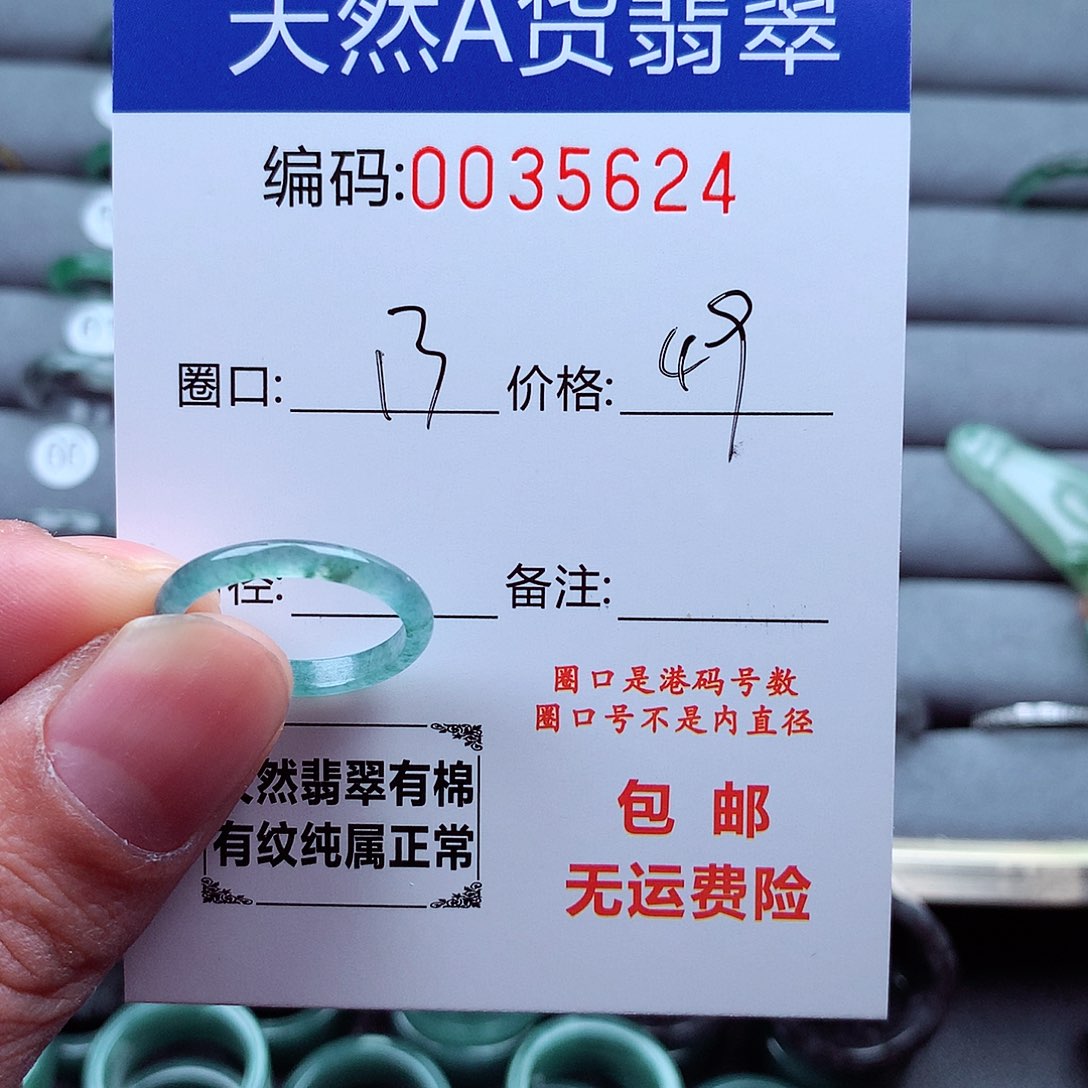 天然A货翡翠
编码:0035624
圈口: 13 价格: 49
径: 备注:
圈口是港码号数
圈口号不是内直径
然翡翠有棉
有纹纯属正常
包 邮
无运费险